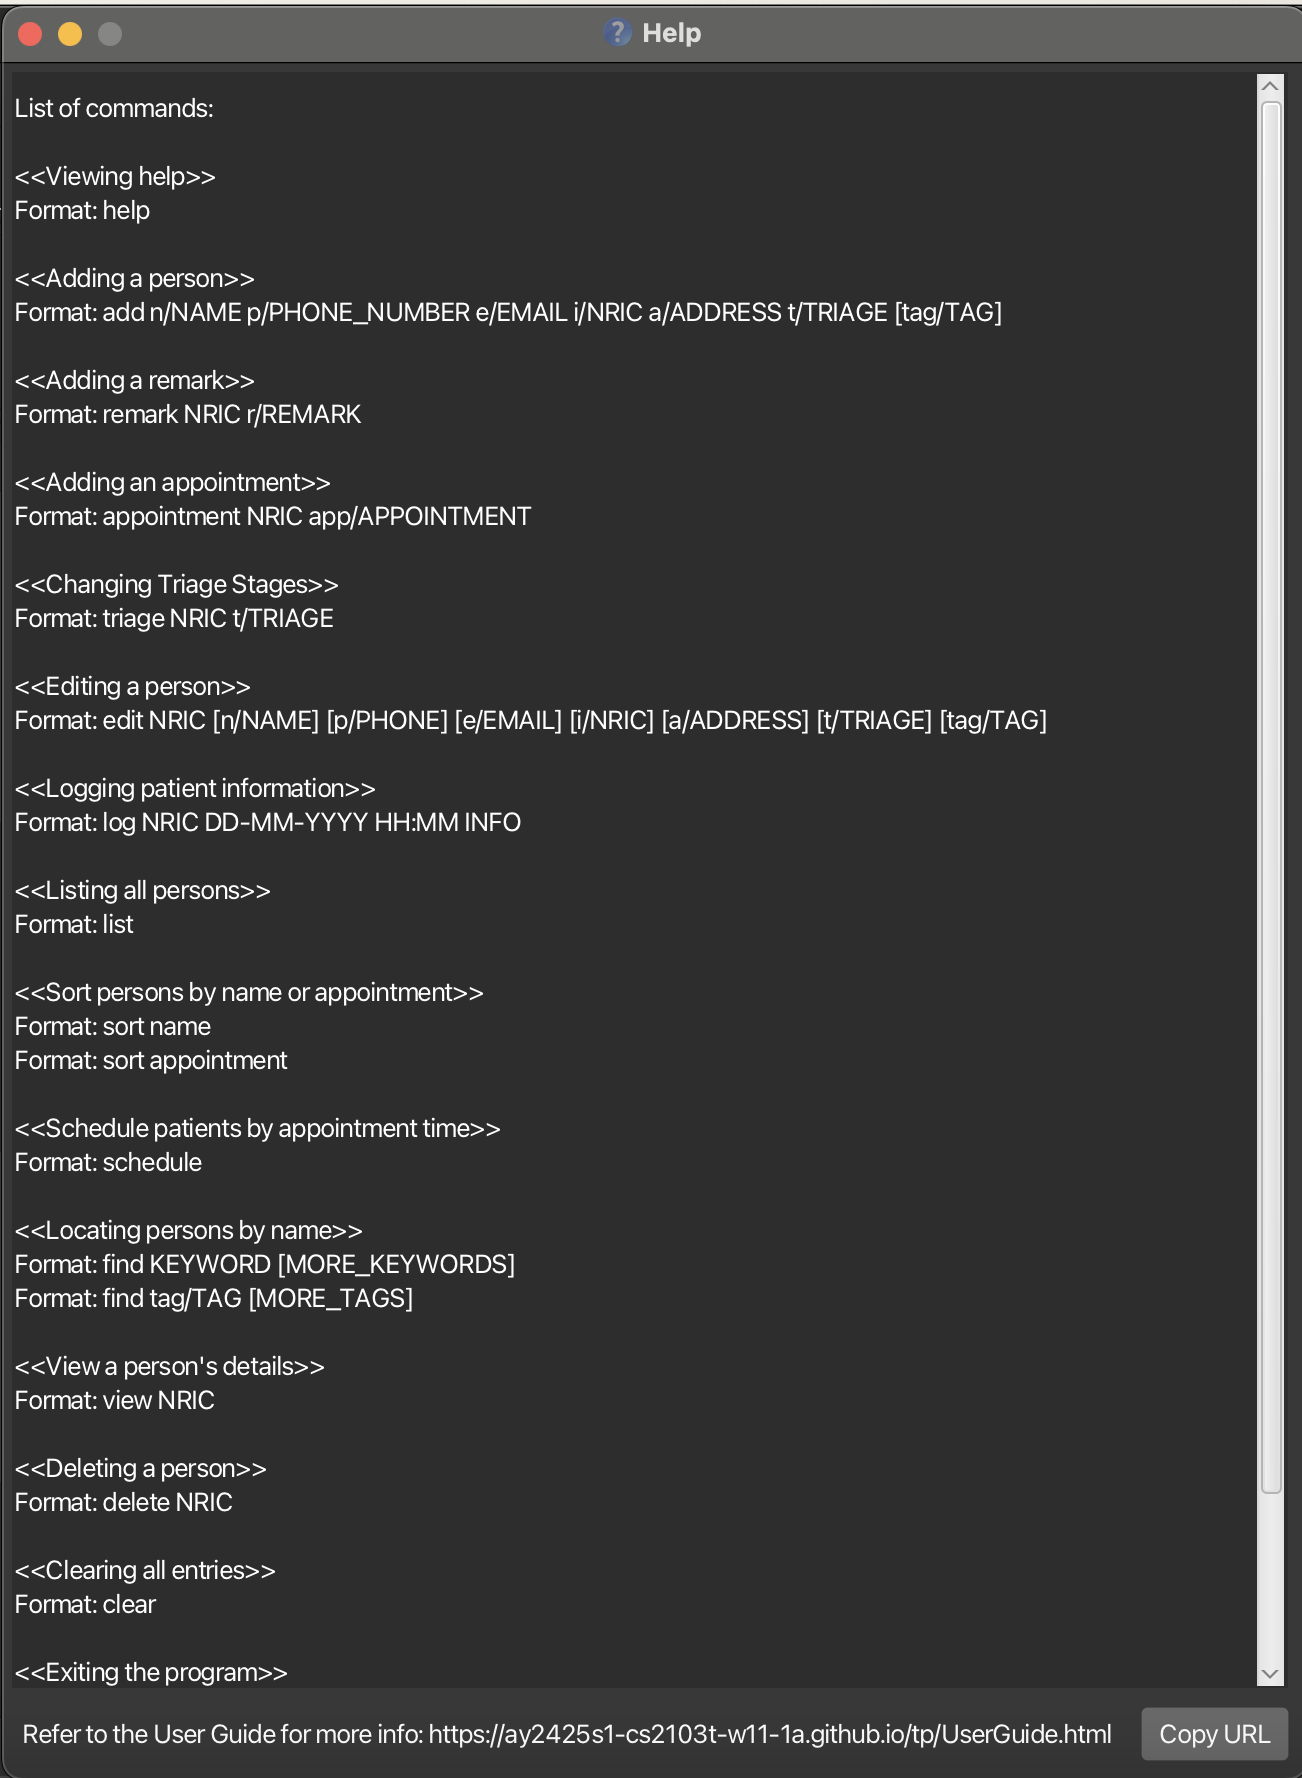 Help
List of commands:
<<Viewing help>>
Format: help
<<Adding a person>>
Format: add n/NAME p/PHONE_NUMBER e/EMAIL i/NRIC a/ADDRESS t/TRIAGE [tag/TAG]
<<Adding a remark>>
Format: remark NRIC r/REMARK
<<Adding an appointment>>
Format: appointment NRIC app/APPOINTMENT
<<Changing Triage Stages>>
Format: triage NRIC t/TRIAGE
<<Editing a person>>
Format: edit NRIC [n/NAME] [p/PHONE] [e/EMAIL] [i/NRIC] [a/ADDRESS] [t/TRIAGE] [tag/TAG]
<<Logging patient information>>
Format: log NRIC DD-MM-YYYY HH:MM INFO
<<Listing all persons>>
Format: list
<<Sort persons by name or appointment>>
Format: sort name
Format: sort appointment
<<Schedule patients by appointment time>>
Format: schedule
<<Locating persons by name>>
Format: find KEYWORD [MORE_KEYWORDS]
Format: find tag/TAG [MORE_TAGS]
<<View a person's details>>
Format: view NRIC
<<Deleting a person>>
Format: delete NRIC
<<Clearing all entries>>
Format: clear
<<Exiting the program>>
Refer to the User Guide for more info: https://ay2425s1-cs2103t-w11-1a.github.io/tp/UserGuide.html
Copy URL